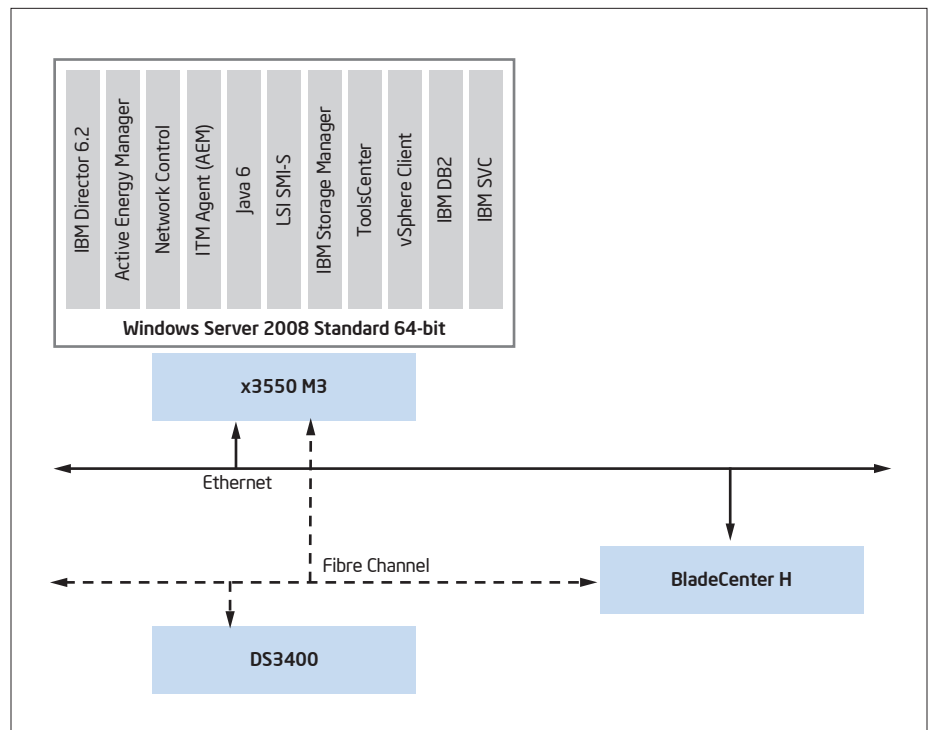 IBM Director 6.2
Active Energy Manager
Network Control
ITM Agent (AEM)
Java 6
LSI SMI-S
IBM Storage Manager
ToolsCenter
vSphere Client
IBM DB2
IBM SVC
Windows Server 2008 Standard 64-bit
x3550 M3
Ethernet
Fibre Channel
BladeCenter H
DS3400